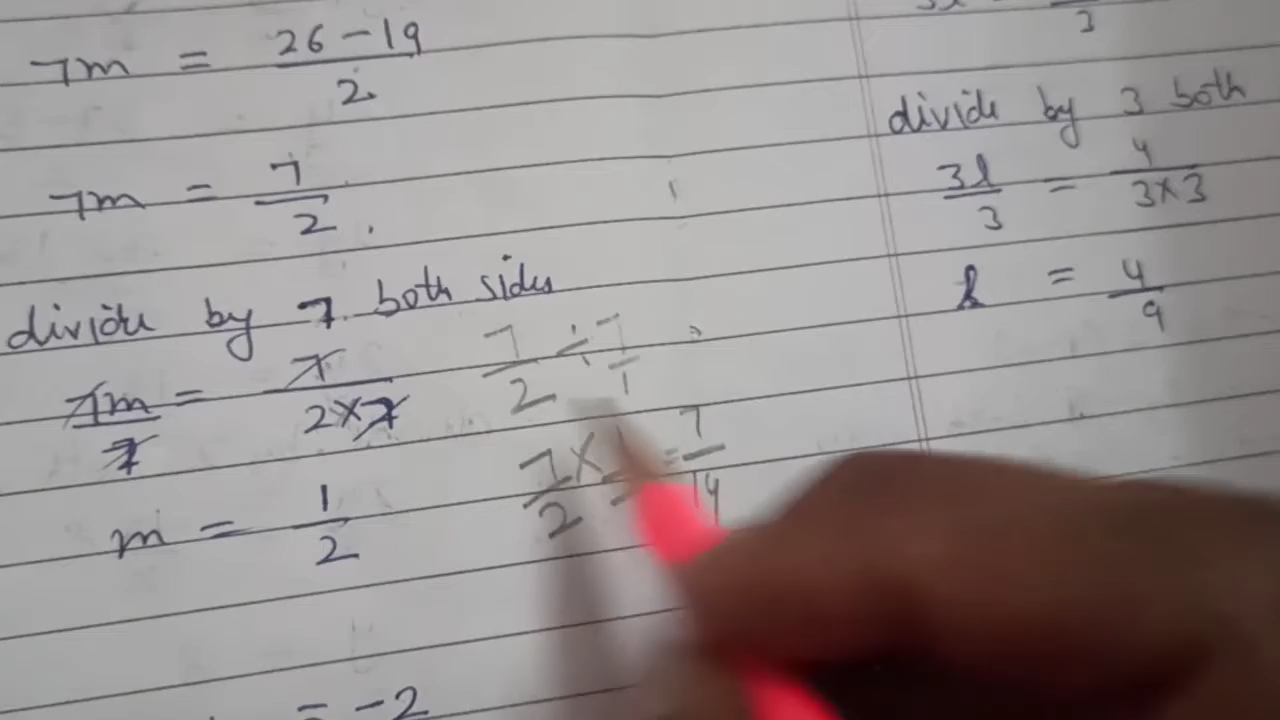 7m = 26 - 19 / 2
7m = 7 / 2 .
divide by 7 both sides
7m / 7 = 7 / 2×7
m = 1 / 2
= -2
7/2 ÷ 7/1
7/2 × = 7/14
3
divide by 3 both
3l / 3 = 4 / 3×3
l = 4 / 9